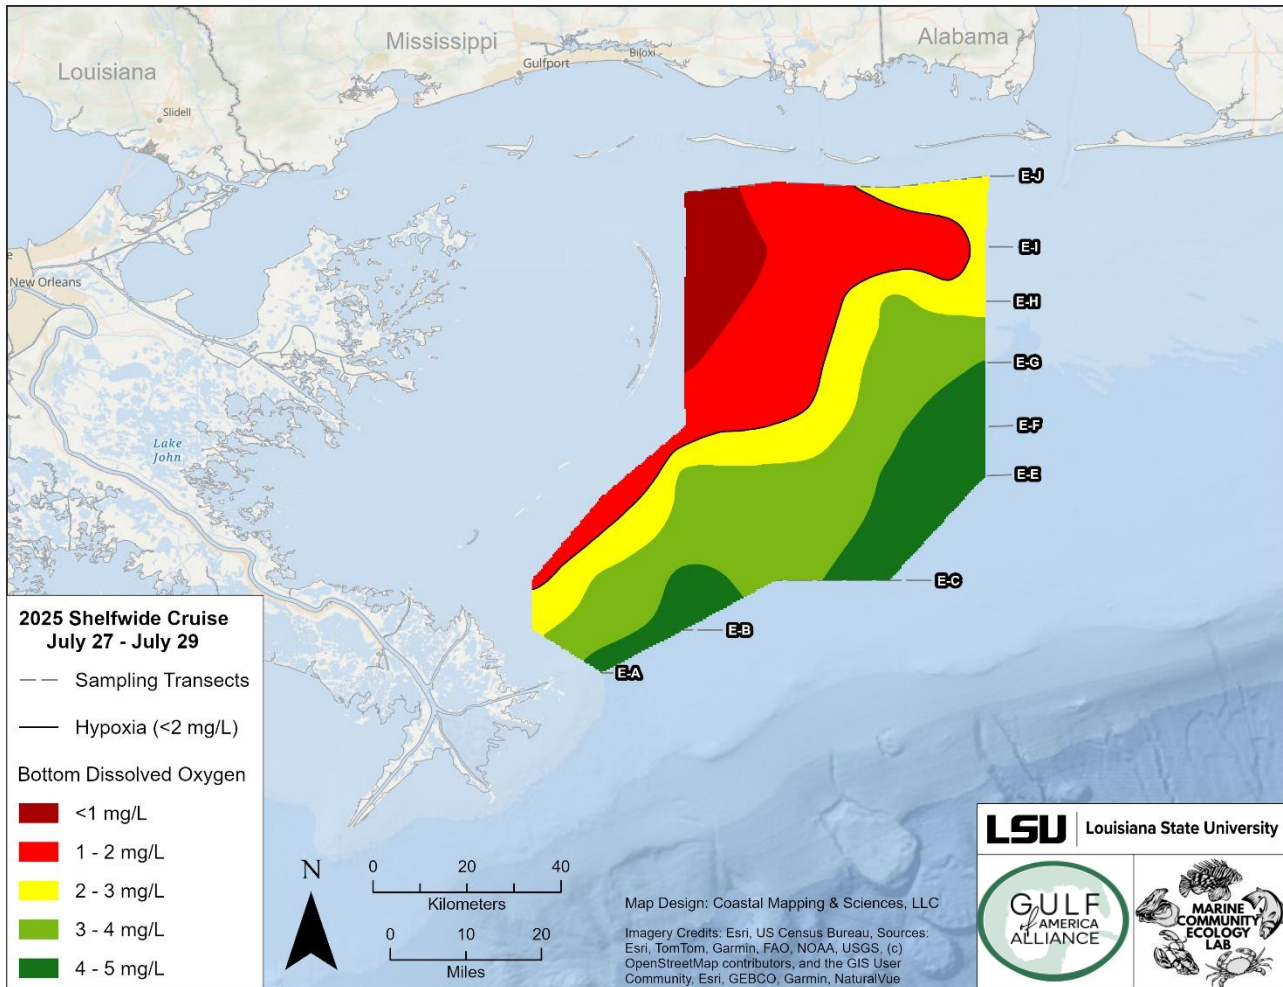 Mississippi
Alabama
Louisiana
Biloxi
Gulfport
Slidell
E-J
E-I
New Orleans
E-H
E-G
E-F
Lake
John
E-E
E-C
2025 Shelfwide Cruise
July 27 - July 29
E-B
E-A
Sampling Transects
Hypoxia (<2 mg/L)
Bottom Dissolved Oxygen
<1 mg/L
1 - 2 mg/L
2 - 3 mg/L
3 - 4 mg/L
4 - 5 mg/L
N
0 20 40
Kilometers
0 10 20
Miles
Map Design: Coastal Mapping & Sciences, LLC
Imagery Credits: Esri, US Census Bureau, Sources:
Esri, TomTom, Garmin, FAO, NOAA, USGS, (c)
OpenStreetMap contributors, and the GIS User
Community, Esri, GEBCO, Garmin, NaturalVue
LSU Louisiana State University
GULF
of AMERICA
ALLIANCE
MARINE
COMMUNITY
ECOLOGY
LAB